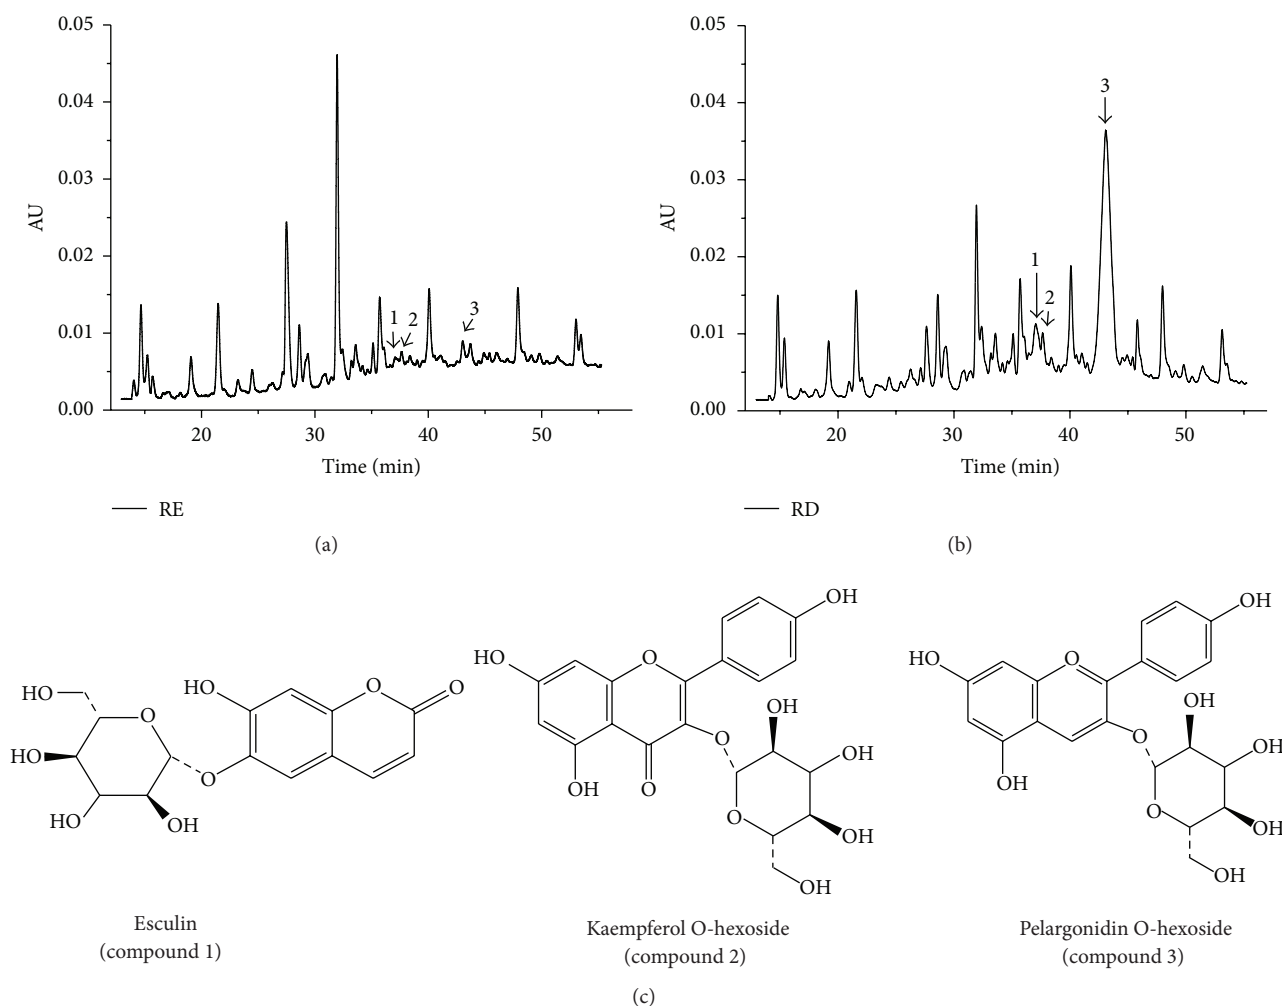 0.05
0.04
0.03
0.02
0.01
0.00
AU
1
2
3
20
30
40
50
Time (min)
RE
(a)
0.05
0.04
0.03
0.02
0.01
0.00
AU
1
2
3
20
30
40
50
Time (min)
RD
(b)
HO
HO
O
O
O
HO
O
HO
OH
Esculin
(compound 1)
OH
HO
O
OH
O
O
OH
OH
O
OH
OH
Kaempferol O-hexoside
(compound 2)
OH
HO
O
OH
O
OH
OH
O
OH
OH
Pelargonidin O-hexoside
(compound 3)
(c)